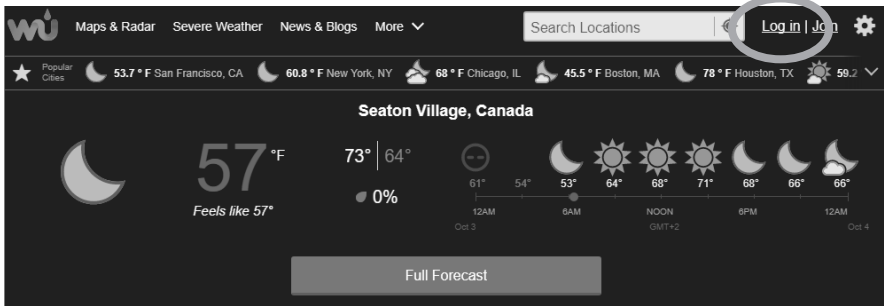 wu Maps & Radar Severe Weather News & Blogs More Search Locations Log in | Join
Popular Cities 53.7 ° F San Francisco, CA 60.8 ° F New York, NY 68 ° F Chicago, IL 45.5 ° F Boston, MA 78 ° F Houston, TX 59.2
Seaton Village, Canada
57 °F
Feels like 57°
73° | 64°
0%
61° 54° 53° 64° 68° 71° 68° 66° 66°
12AM 6AM NOON 6PM 12AM
Oct 3 GMT+2 Oct 4
Full Forecast